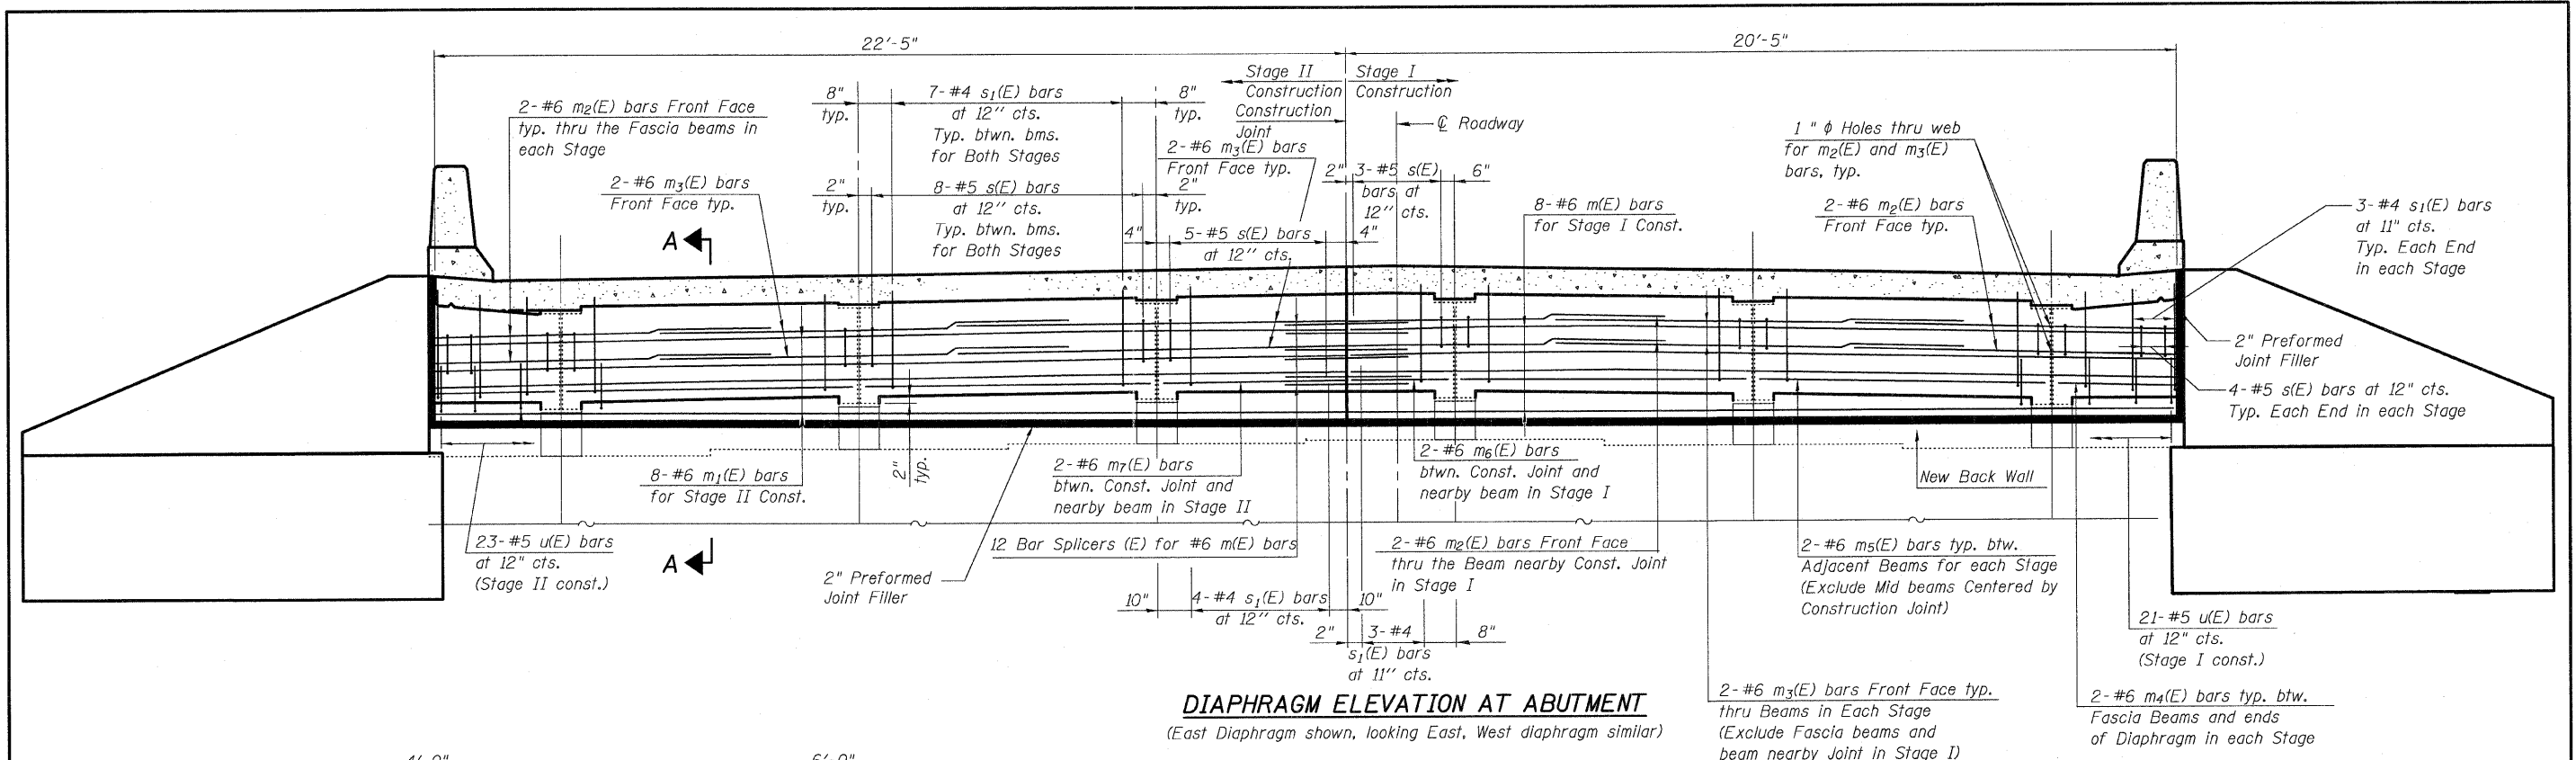 22'-5"
20'-5"
Stage II
Construction
Stage I
Construction
Construction
Joint
℄ Roadway
2-#6 m2(E) bars Front Face
typ. thru the Fascia beams in
each Stage
8"
typ.
7-#4 s1(E) bars
at 12" cts.
Typ. btwn. bms.
for Both Stages
8"
typ.
2-#6 m3(E) bars
Front Face typ.
2-#6 m3(E) bars
Front Face typ.
2"
typ.
8-#5 s(E) bars
at 12" cts.
Typ. btwn. bms.
for Both Stages
2"
typ.
2"
3-#5 s(E)
bars at
12" cts.
6"
1" ϕ Holes thru web
for m2(E) and m3(E)
bars, typ.
8-#6 m(E) bars
for Stage I Const.
2-#6 m2(E) bars
Front Face typ.
3-#4 s1(E) bars
at 11" cts.
Typ. Each End
in each Stage
A
4"
5-#5 s(E) bars
at 12" cts.
4"
2" Preformed
Joint Filler
4-#5 s(E) bars at 12" cts.
Typ. Each End in each Stage
8-#6 m1(E) bars
for Stage II Const.
2"
typ.
2-#6 m7(E) bars
btwn. Const. Joint and
nearby beam in Stage II
2-#6 m6(E) bars
btwn. Const. Joint and
nearby beam in Stage I
New Back Wall
23-#5 u(E) bars
at 12" cts.
(Stage II const.)
A
2" Preformed
Joint Filler
12 Bar Splicers (E) for #6 m(E) bars
2-#6 m2(E) bars Front Face
thru the Beam nearby Const. Joint
in Stage I
2-#6 m5(E) bars typ. btw.
Adjacent Beams for each Stage
(Exclude Mid beams Centered by
Construction Joint)
21-#5 u(E) bars
at 12" cts.
(Stage I const.)
10"
4-#4 s1(E) bars
at 12" cts.
10"
2"
3-#4
s1(E) bars
at 11" cts.
8"
2-#6 m3(E) bars Front Face typ.
thru Beams in Each Stage
(Exclude Fascia beams and
beam nearby Joint in Stage I)
2-#6 m4(E) bars typ. btw.
Fascia Beams and ends
of Diaphragm in each Stage
DIAPHRAGM ELEVATION AT ABUTMENT
(East Diaphragm shown, looking East, West diaphragm similar)